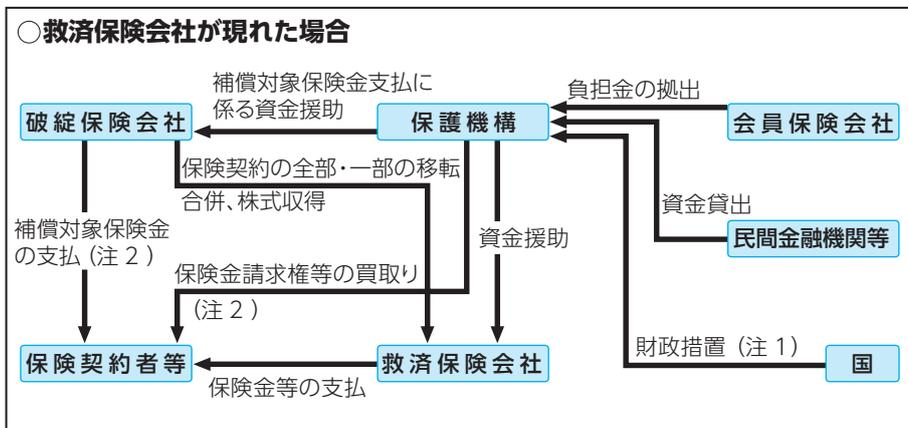 ○救済保険会社が現れた場合
補償対象保険金支払に
係る資金援助
負担金の拠出
破綻保険会社
保護機構
会員保険会社
保険契約の全部・一部の移転
合併、株式収得
資金貸出
補償対象保険金
の支払（注２）
資金援助
民間金融機関等
保険金請求権等の買取り
（注２）
財政措置（注１）
保険契約者等
救済保険会社
国
保険金等の支払